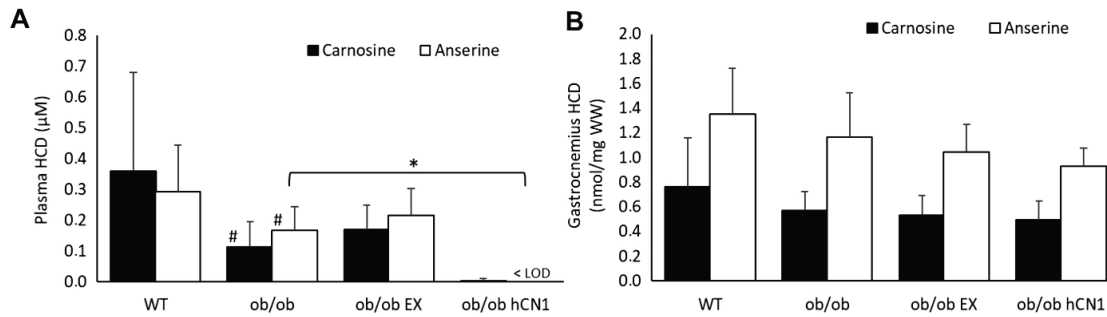 A
Plasma HCD (µM)
0.8
0.7
0.6
0.5
0.4
0.3
0.2
0.1
0.0
Carnosine Anserine
*
# #
< LOD
WT ob/ob ob/ob EX ob/ob hCN1
B
Gastrocnemius HCD
(nmol/mg WW)
2.0
1.8
1.6
1.4
1.2
1.0
0.8
0.6
0.4
0.2
0.0
Carnosine Anserine
WT ob/ob ob/ob EX ob/ob hCN1